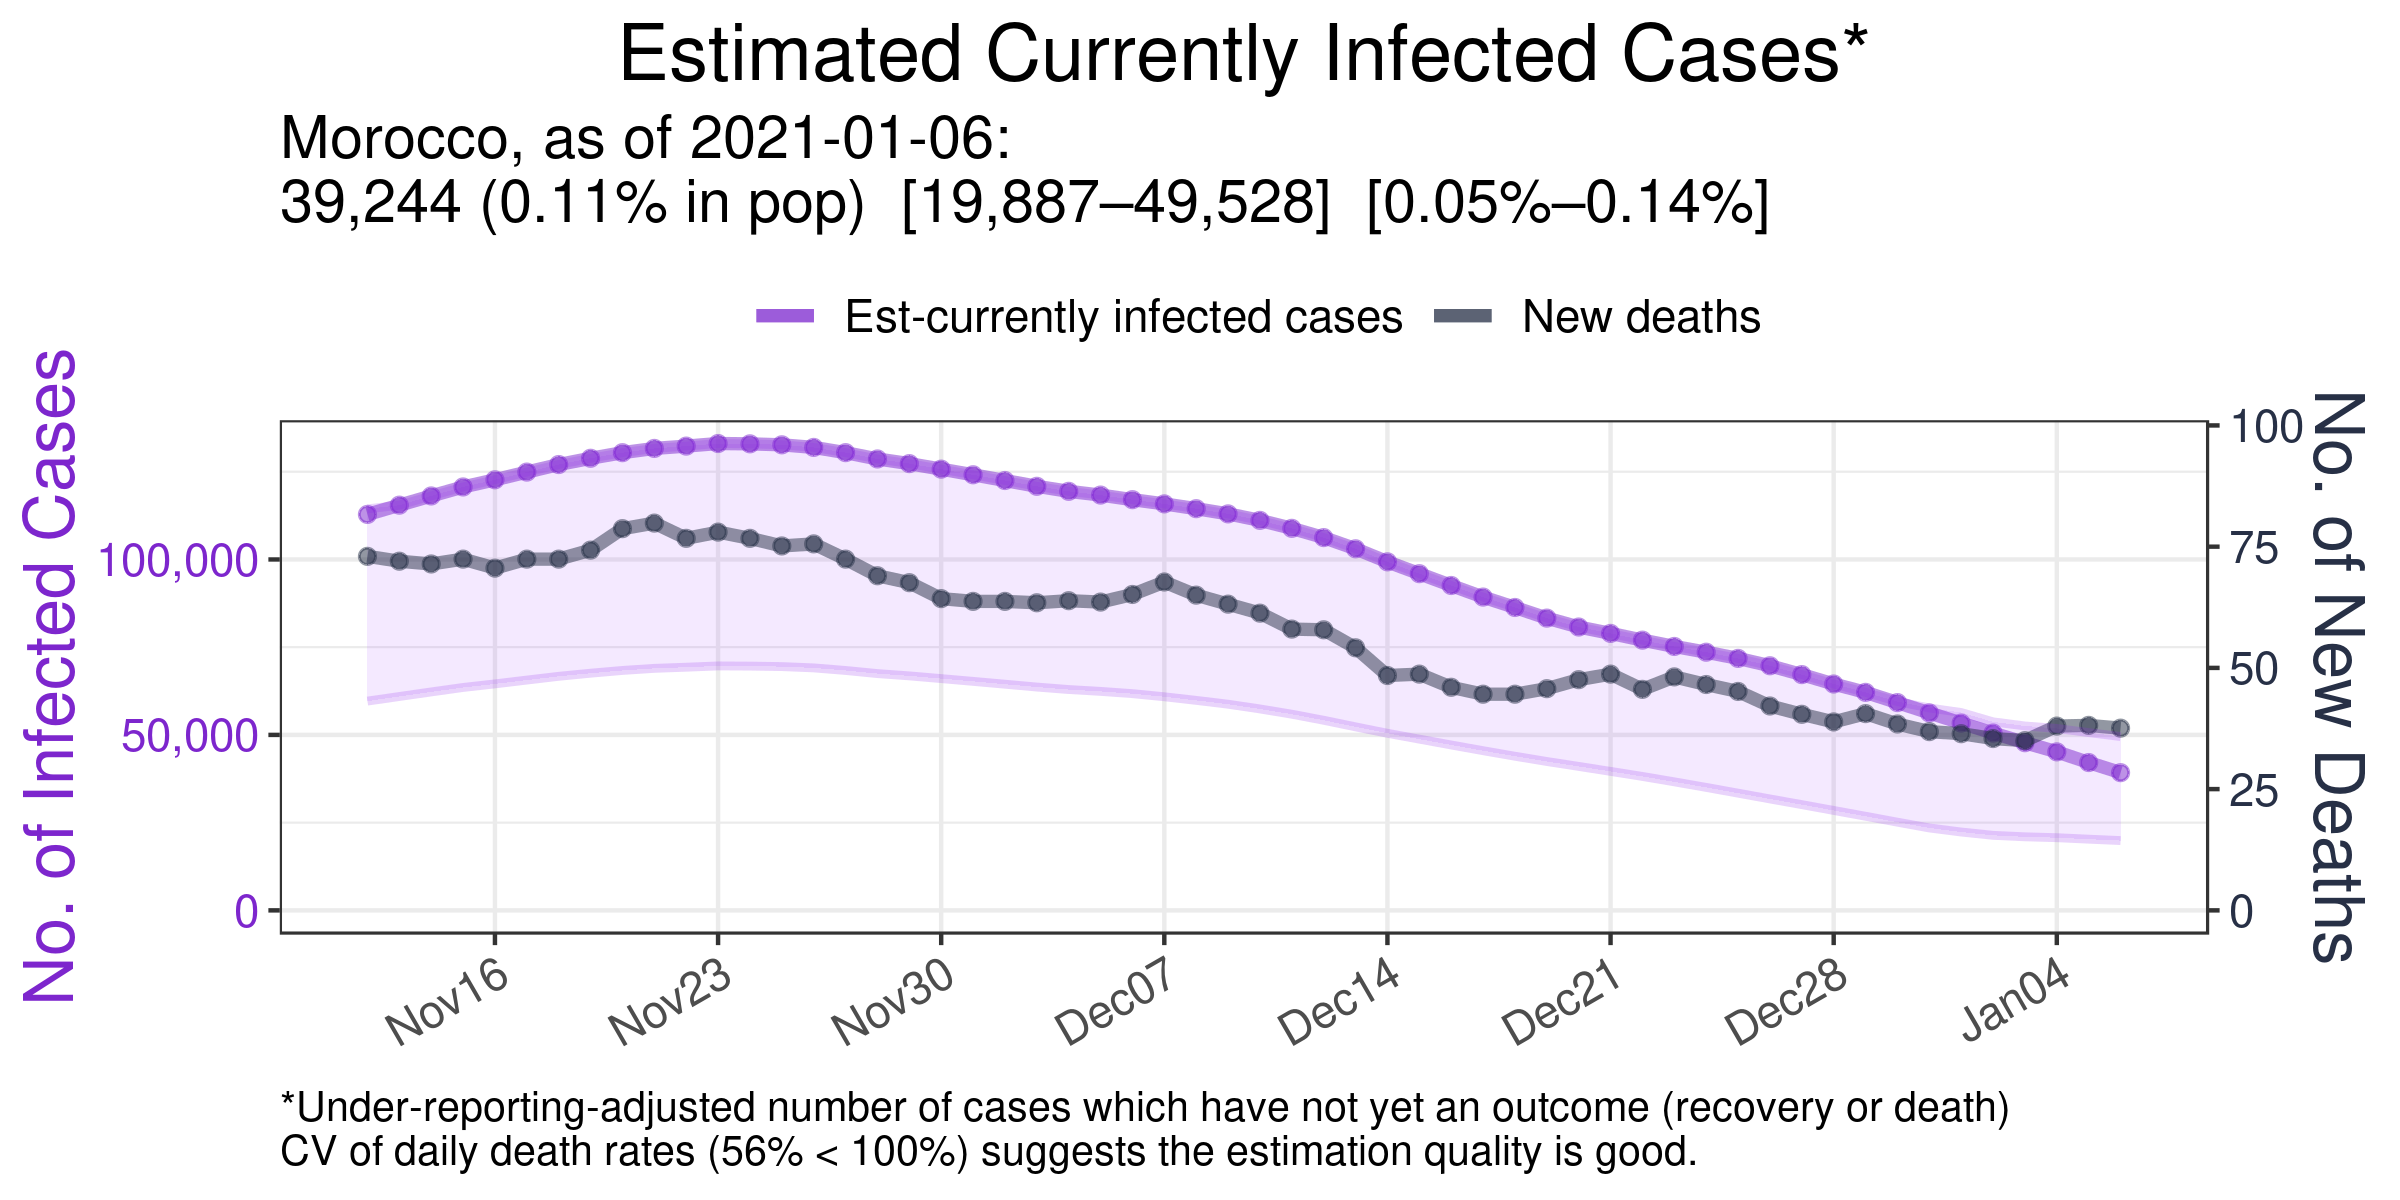 Estimated Currently Infected Cases*
Morocco, as of 2021-01-06:
39,244 (0.11% in pop) [19,887–49,528] [0.05%–0.14%]
Est-currently infected cases New deaths
No. of Infected Cases
100,000
50,000
0
100
75
50
25
0
No. of New Deaths
Nov16 Nov23 Nov30 Dec07 Dec14 Dec21 Dec28 Jan04
*Under-reporting-adjusted number of cases which have not yet an outcome (recovery or death)
CV of daily death rates (56% < 100%) suggests the estimation quality is good.